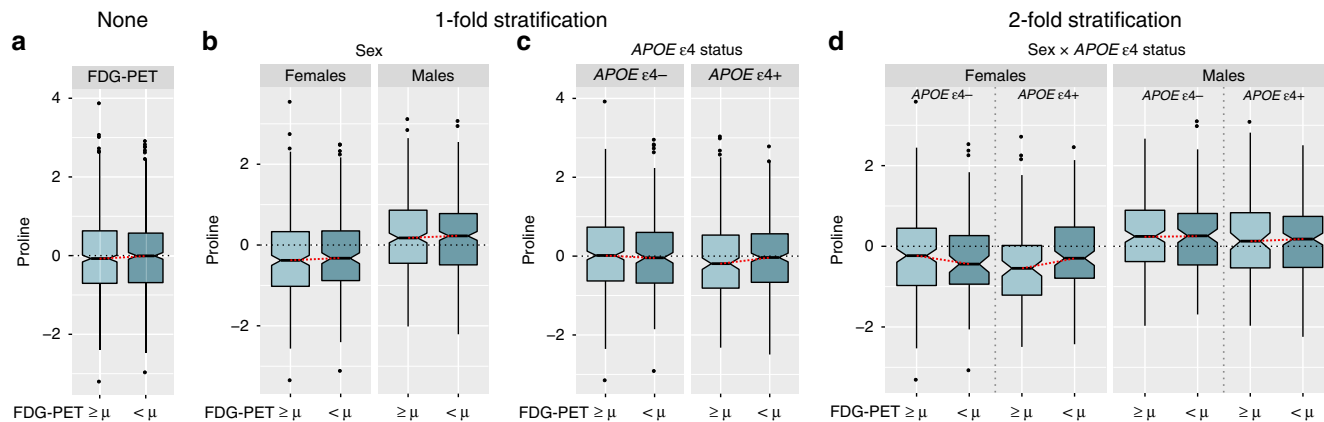 None
1-fold stratification
2-fold stratification
a
b
c
d
Sex
APOE ε4 status
Sex × APOE ε4 status
FDG-PET
Females
Males
APOE ε4–
APOE ε4+
Females
Males
APOE ε4–
APOE ε4+
APOE ε4–
APOE ε4+
Proline
4
2
0
–2
Proline
2
0
–2
Proline
4
2
0
–2
Proline
2
0
–2
FDG-PET ≥ μ < μ
FDG-PET ≥ μ < μ ≥ μ < μ
FDG-PET ≥ μ < μ ≥ μ < μ
FDG-PET ≥ μ < μ ≥ μ < μ ≥ μ < μ ≥ μ < μ